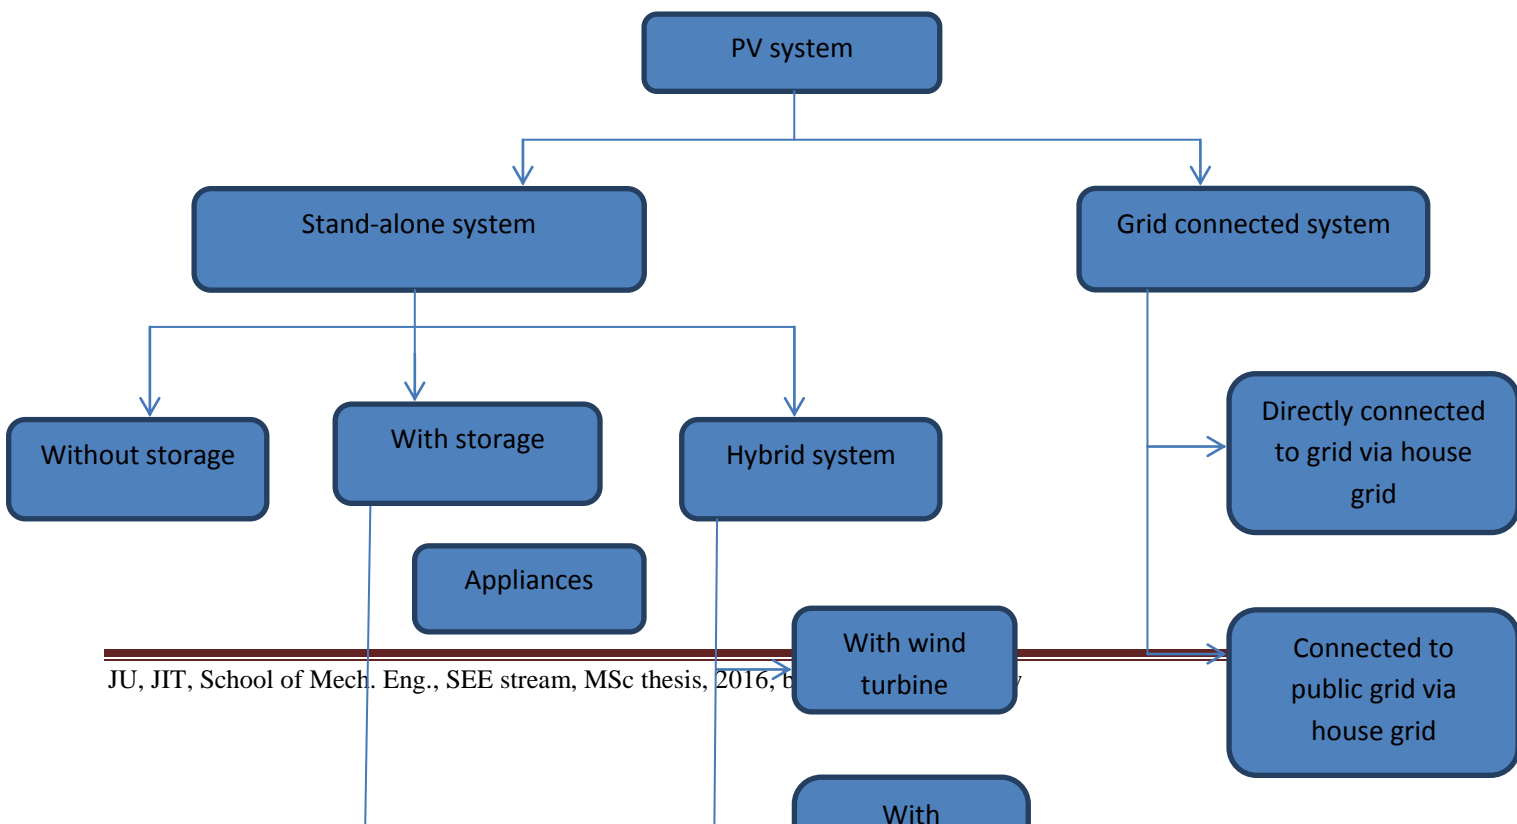 PV system
Stand-alone system
Grid connected system
Without storage
With storage
Hybrid system
Directly connected
to grid via house
grid
Appliances
With wind
turbine
Connected to
public grid via
house grid
JU, JIT, School of Mech. Eng., SEE stream, MSc thesis, 2016,
With